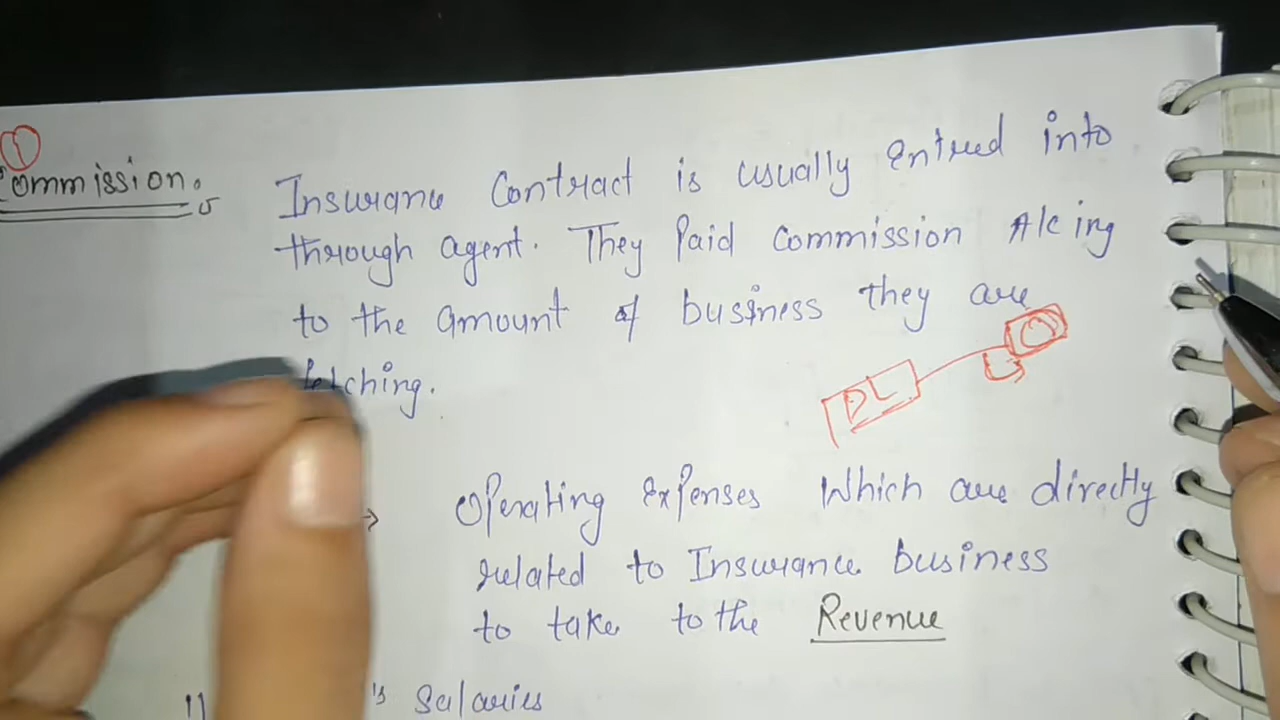 ①
Commission.
Insurance Contract is usually entred into
through agent. They Paid Commission A/c ing
to the amount of business they are
fetching.
DL
Operating Expenses Which are directly
related to Insurance business
to take to the Revenue
's Salaries